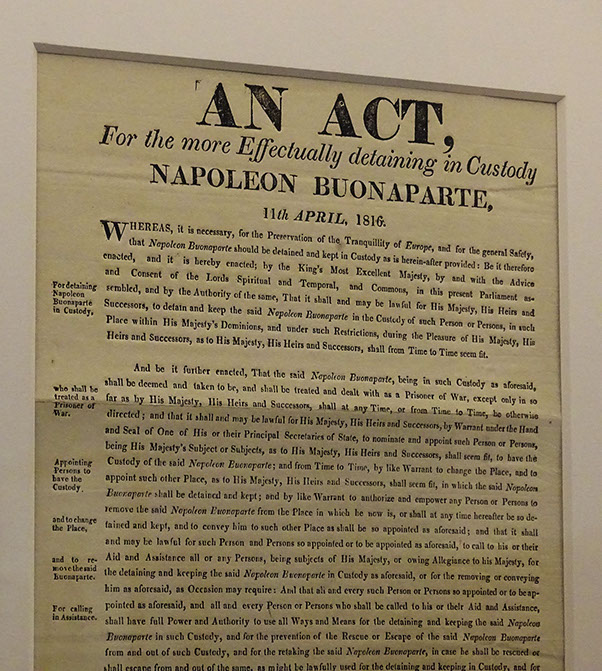 AN ACT,
For the more Effectually detaining in Custody
NAPOLEON BUONAPARTE,
11th APRIL, 1816.
WHEREAS, it is necessary, for the Preservation of the Tranquillity of Europe, and for the general Safety,
that Napoleon Buonaparte should be detained and kept in Custody as is herein-after provided: Be it therefore
enacted, and it is hereby enacted; by the King's Most Excellent Majesty, by and with the Advice
and Consent of the Lords Spiritual and Temporal, and Commons, in this present Parliament as-
sembled, and by the Authority of the same, That it shall and may be lawful for His Majesty, His Heirs and
Successors, to detain and keep the said Napoleon Buonaparte in the Custody of such Person or Persons, in such
Place within His Majesty's Dominions, and under such Restrictions, during the Pleasure of His Majesty, His
Heirs and Successors, as to His Majesty, His Heirs and Successors, shall from Time to Time seem fit.
For detaining
Napoleon
Buonaparté
in Custody,
And be it further enacted, That the said Napoleon Buonaparte, being in such Custody as aforesaid,
shall be deemed and taken to be, and shall be treated and dealt with as a Prisoner of War, except only in so
far as by His Majesty, His Heirs and Successors, shall at any Time, or from Time to Time, be otherwise
directed; and that it shall and may be lawful for His Majesty, His Heirs and Successors, by Warrant under the Hand
and Seal of One of His or their Principal Secretaries of State, to nominate and appoint such Person or Persons,
being His Majesty's Subject or Subjects, as to His Majesty, His Heirs and Successors, shall seem fit, to have the
Custody of the said Napoleon Buonaparte; and from Time to Time, by like Warrant to change the Place, and to
appoint such other Place, as to His Majesty, His Heirs and Successors, shall seem fit, in which the said Napoleon
Buonaparte shall be detained and kept; and by like Warrant to authorize and empower any Person or Persons to
remove the said Napoleon Buonaparte from the Place in which he now is, or shall at any time hereafter be so de-
tained and kept, and to convey him to such other Place as shall be so appointed as aforesaid; and that it shall
and may be lawful for such Person and Persons so appointed or to be appointed as aforesaid, to call to his or their
Aid and Assistance all or any Persons, being subjects of His Majesty, or owing Allegiance to his Majesty, for
the detaining and keeping the said Napoleon Buonaparte in Custody as aforesaid, or for the removing or conveying
him as aforesaid, as Occasion may require: And that all and every such Person or Persons so appointed or to be ap-
pointed as aforesaid, and all and every Person or Persons who shall be called to his or their Aid and Assistance,
shall have full Power and Authority to use all Ways and Means for the detaining and keeping the said Napoleon
Buonaparte in such Custody, and for the prevention of the Rescue or Escape of the said Napoleon Buonaparte
from and out of such Custody, and for the retaking the said Napoleon Buonaparte, in case he shall be rescued or
shall escape from and out of the same, as might be lawfully used for the detaining and keeping in Custody, and for
who shall be
treated as a
Prisoner of
War.
Appointing
Persons to
have the
Custody,
and to change
the Place,
and to re-
move the said
Buonaparte.
For calling
in Assistance.